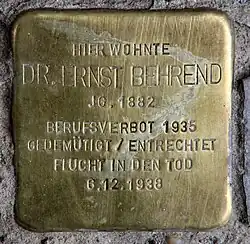 HIER WOHNTE
DR. ERNST BEHREND
JG. 1882
BERUFSVERBOT 1935
GEDEMÜTIGT / ENTRECHTET
FLUCHT IN DEN TOD
6.12.1938